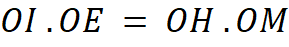 OI .OE = OH .OM